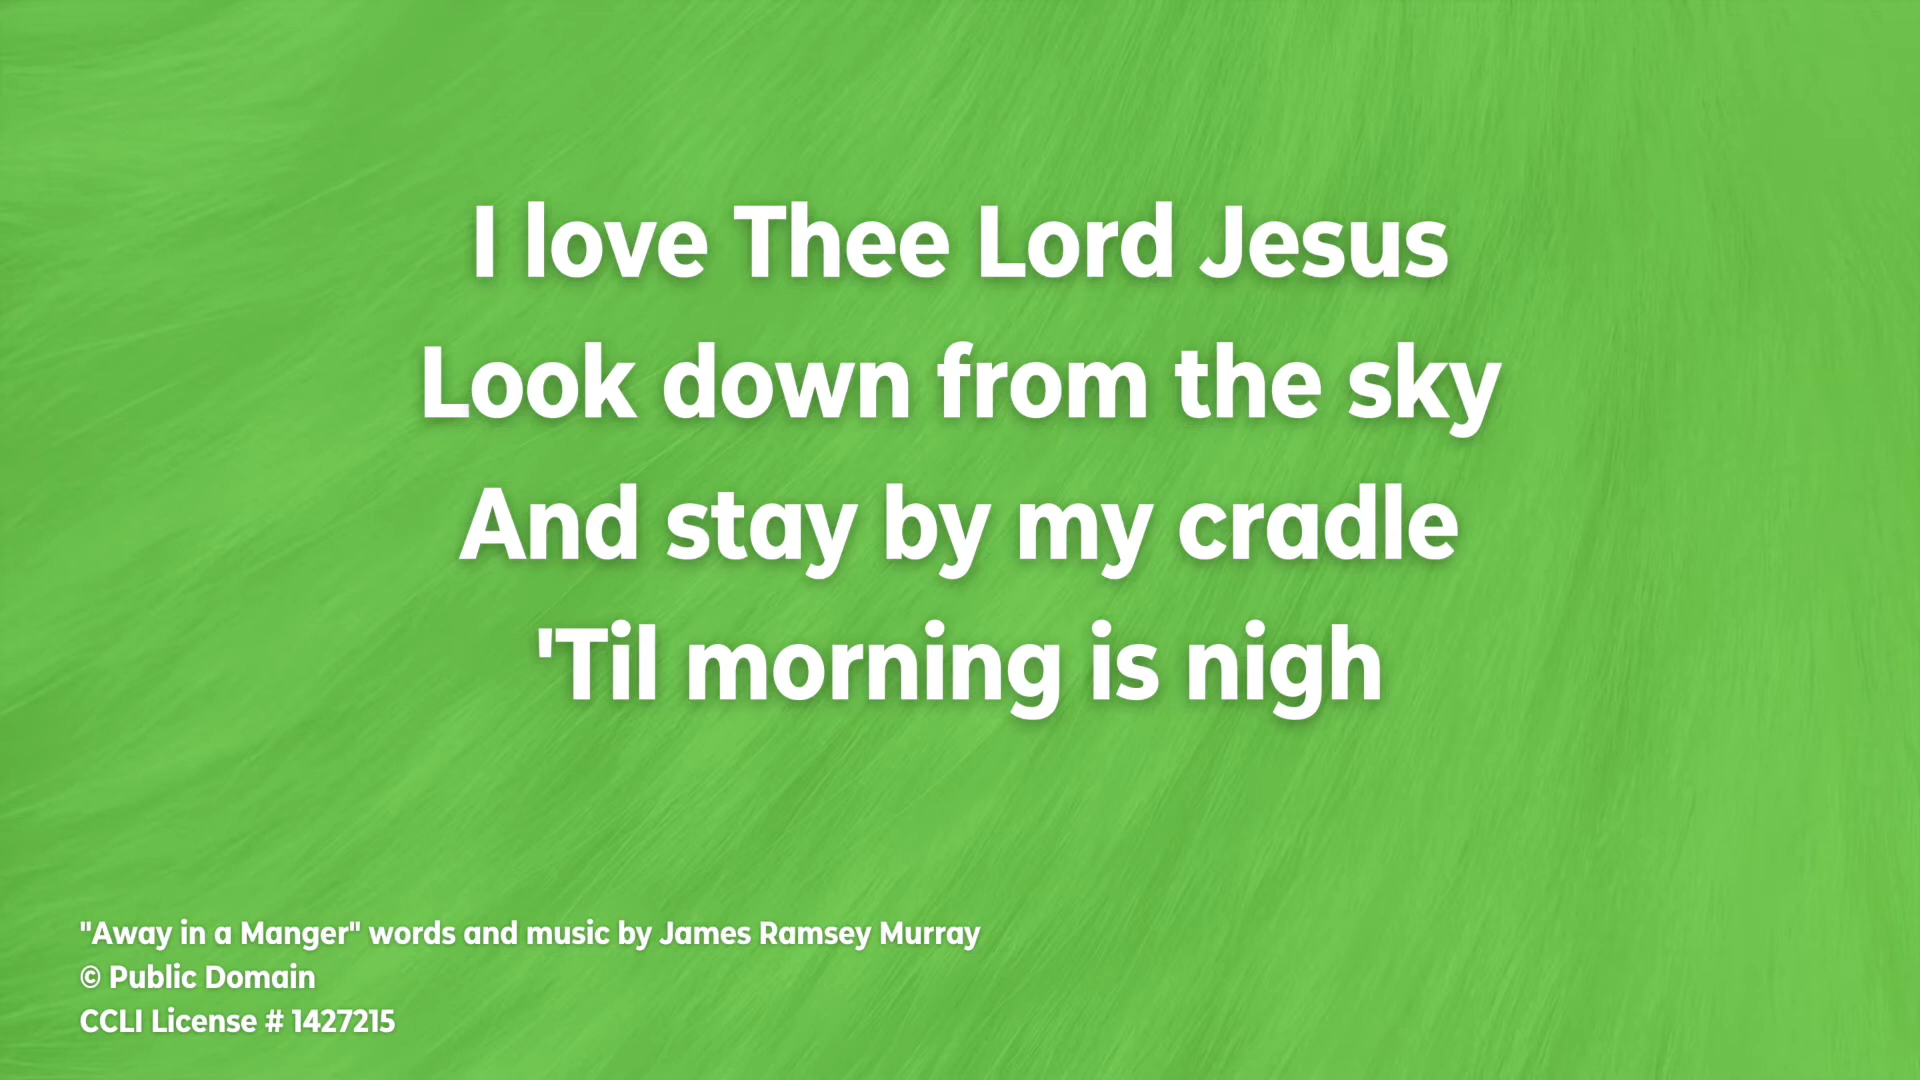 I love Thee Lord Jesus
Look down from the sky
And stay by my cradle
'Til morning is nigh
"Away in a Manger" words and music by James Ramsey Murray
© Public Domain
CCLI License # 1427215